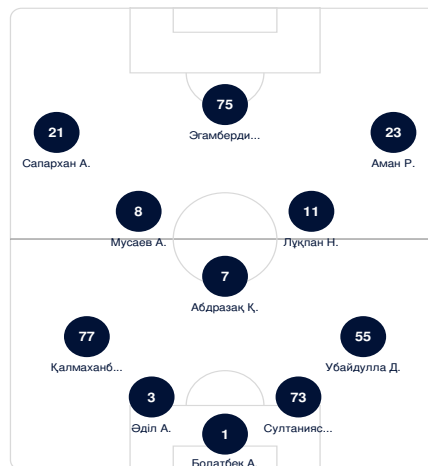 75
Эгамберди...
21
Сапархан А.
23
Аман Р.
8
Мусаев А.
11
Лұқпан Н.
7
Абдразақ Қ.
77
Қалмаханб...
55
Убайдулла Д.
3
Әділ А.
73
Султанияс...
1
Болатбек А.